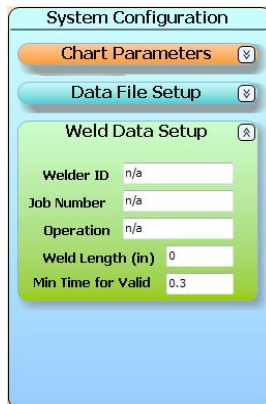 System Configuration
Chart Parameters
Data File Setup
Weld Data Setup
Welder ID n/a
Job Number n/a
Operation n/a
Weld Length (in) 0
Min Time for Valid 0.3